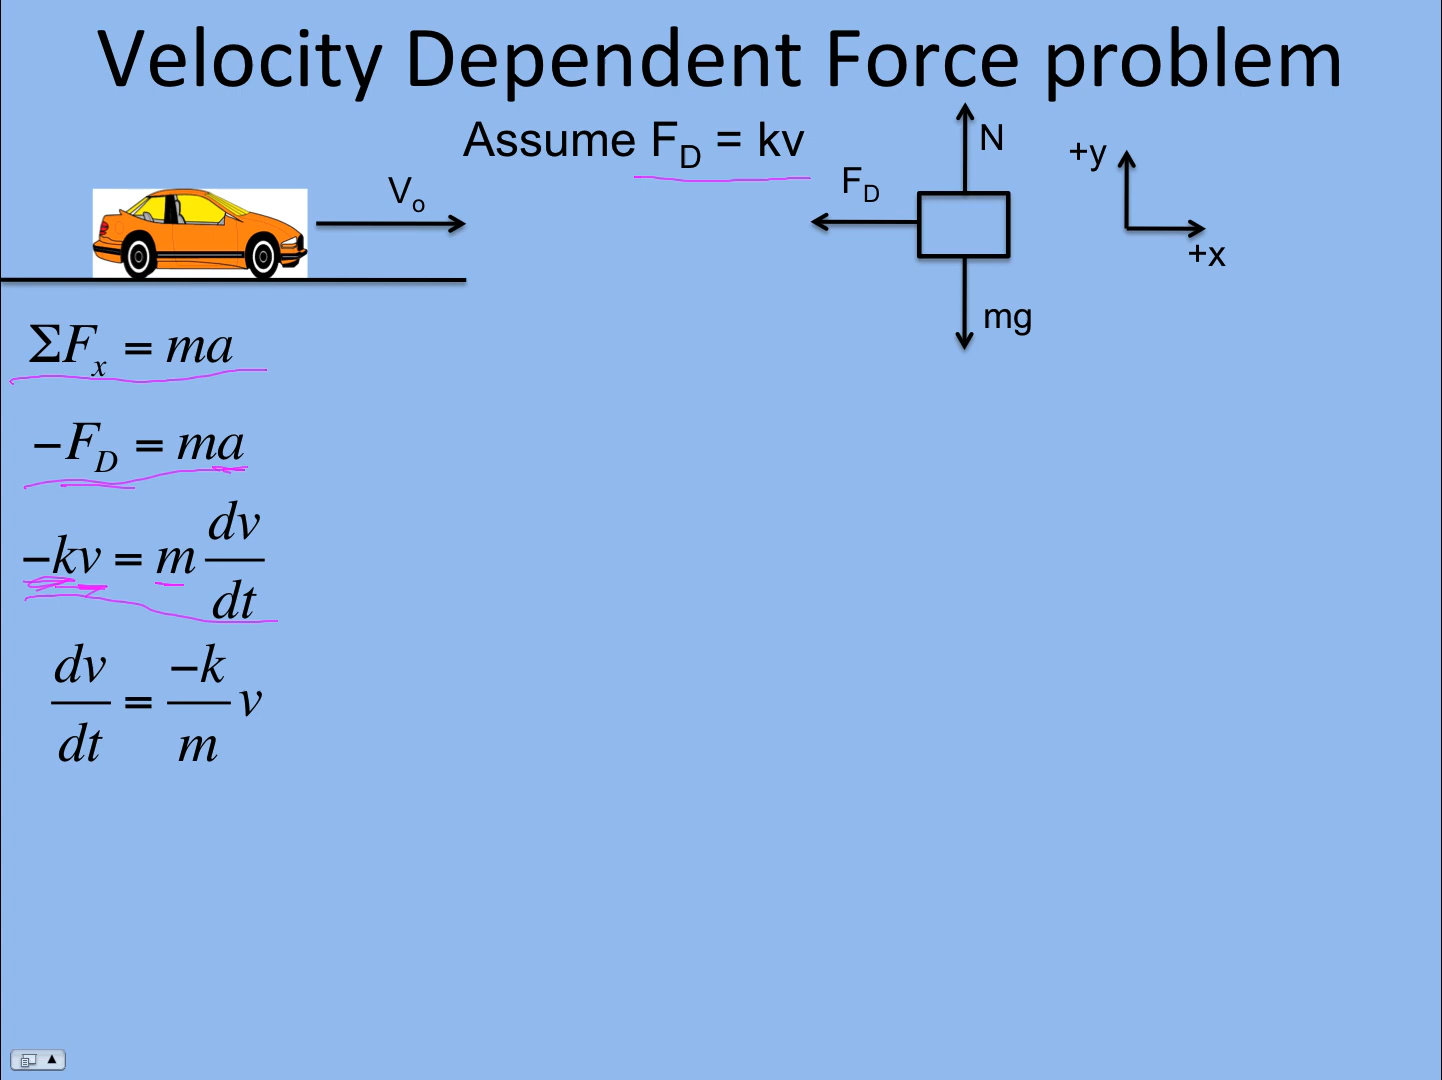 Velocity Dependent Force problem
Assume F_D = kv
V_o
F_D
N
mg
+y
+x
ΣF_x = ma
−F_D = ma
−kv = m dv/dt
dv/dt = −k/m v